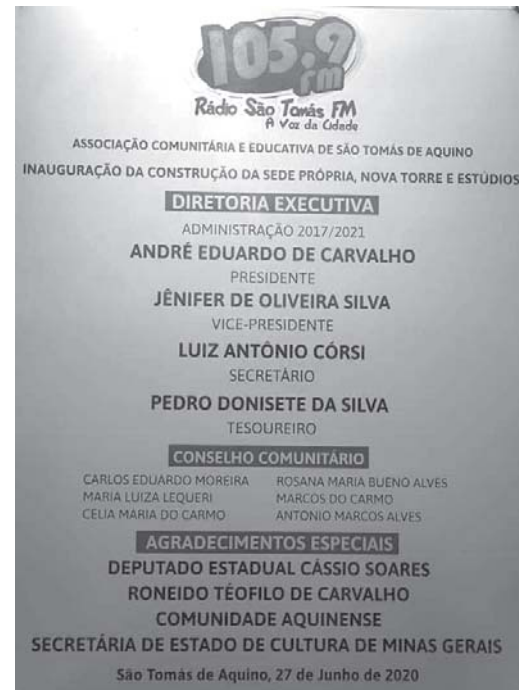 105.9
FM
Rádio São Tomás FM
A Voz da Cidade
ASSOCIAÇÃO COMUNITÁRIA E EDUCATIVA DE SÃO TOMÁS DE AQUINO
INAUGURAÇÃO DA CONSTRUÇÃO DA SEDE PRÓPRIA, NOVA TORRE E ESTÚDIOS
DIRETORIA EXECUTIVA
ADMINISTRAÇÃO 2017/2021
ANDRÉ EDUARDO DE CARVALHO
PRESIDENTE
JÊNIFER DE OLIVEIRA SILVA
VICE-PRESIDENTE
LUIZ ANTÔNIO CÓRSI
SECRETÁRIO
PEDRO DONISETE DA SILVA
TESOUREIRO
CONSELHO COMUNITÁRIO
CARLOS EDUARDO MOREIRA ROSANA MARIA BUENO ALVES
MARIA LUIZA LEQUERI MARCOS DO CARMO
CELIA MARIA DO CARMO ANTONIO MARCOS ALVES
AGRADECIMENTOS ESPECIAIS
DEPUTADO ESTADUAL CÁSSIO SOARES
RONEIDO TÉOFILO DE CARVALHO
COMUNIDADE AQUINENSE
SECRETÁRIA DE ESTADO DE CULTURA DE MINAS GERAIS
São Tomás de Aquino, 27 de Junho de 2020